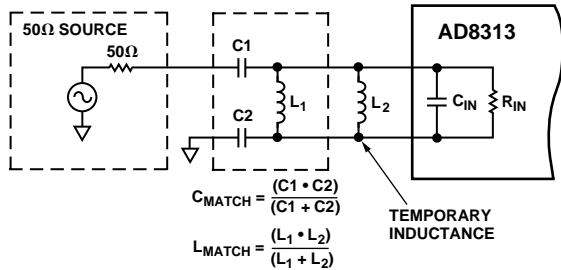 50Ω SOURCE
50Ω
C1
C2
L1
L2
AD8313
CIN
RIN
CMATCH = (C1 • C2)
(C1 + C2)
LMATCH = (L1 • L2)
(L1 + L2)
TEMPORARY
INDUCTANCE